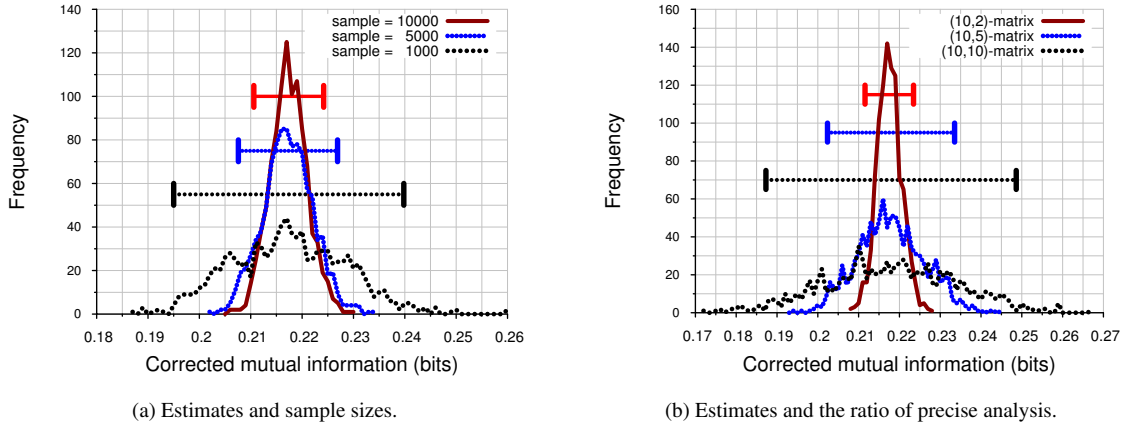 140
120
100
80
60
40
20
0
Frequency
sample = 10000
sample = 5000
sample = 1000
0.18 0.19 0.20 0.21 0.22 0.23 0.24 0.25 0.26
Corrected mutual information (bits)
(a) Estimates and sample sizes.
160
140
120
100
80
60
40
20
0
Frequency
(10,2)-matrix
(10,5)-matrix
(10,10)-matrix
0.17 0.18 0.19 0.2 0.21 0.22 0.23 0.24 0.25 0.26 0.27
Corrected mutual information (bits)
(b) Estimates and the ratio of precise analysis.